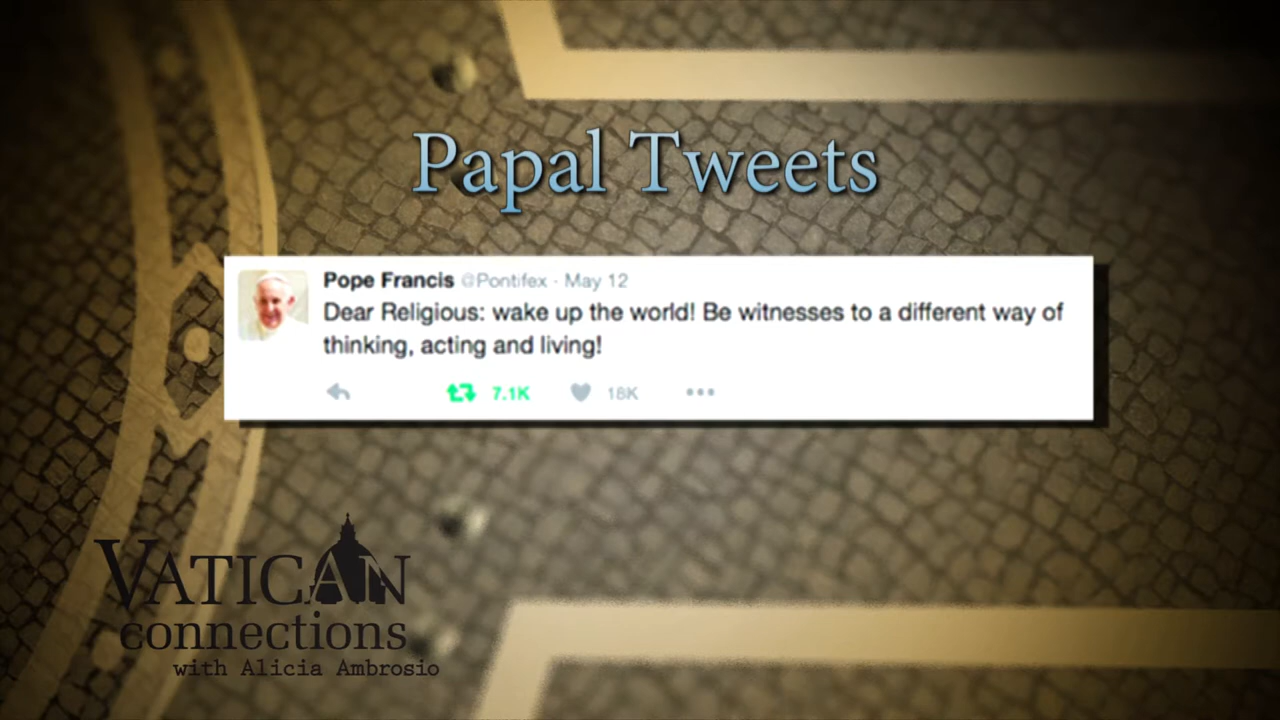 Papal Tweets
Pope Francis @Pontifex · May 12
Dear Religious: wake up the world! Be witnesses to a different way of
thinking, acting and living!
7.1K 18K
VATICAN
connections
with Alicia Ambrosio